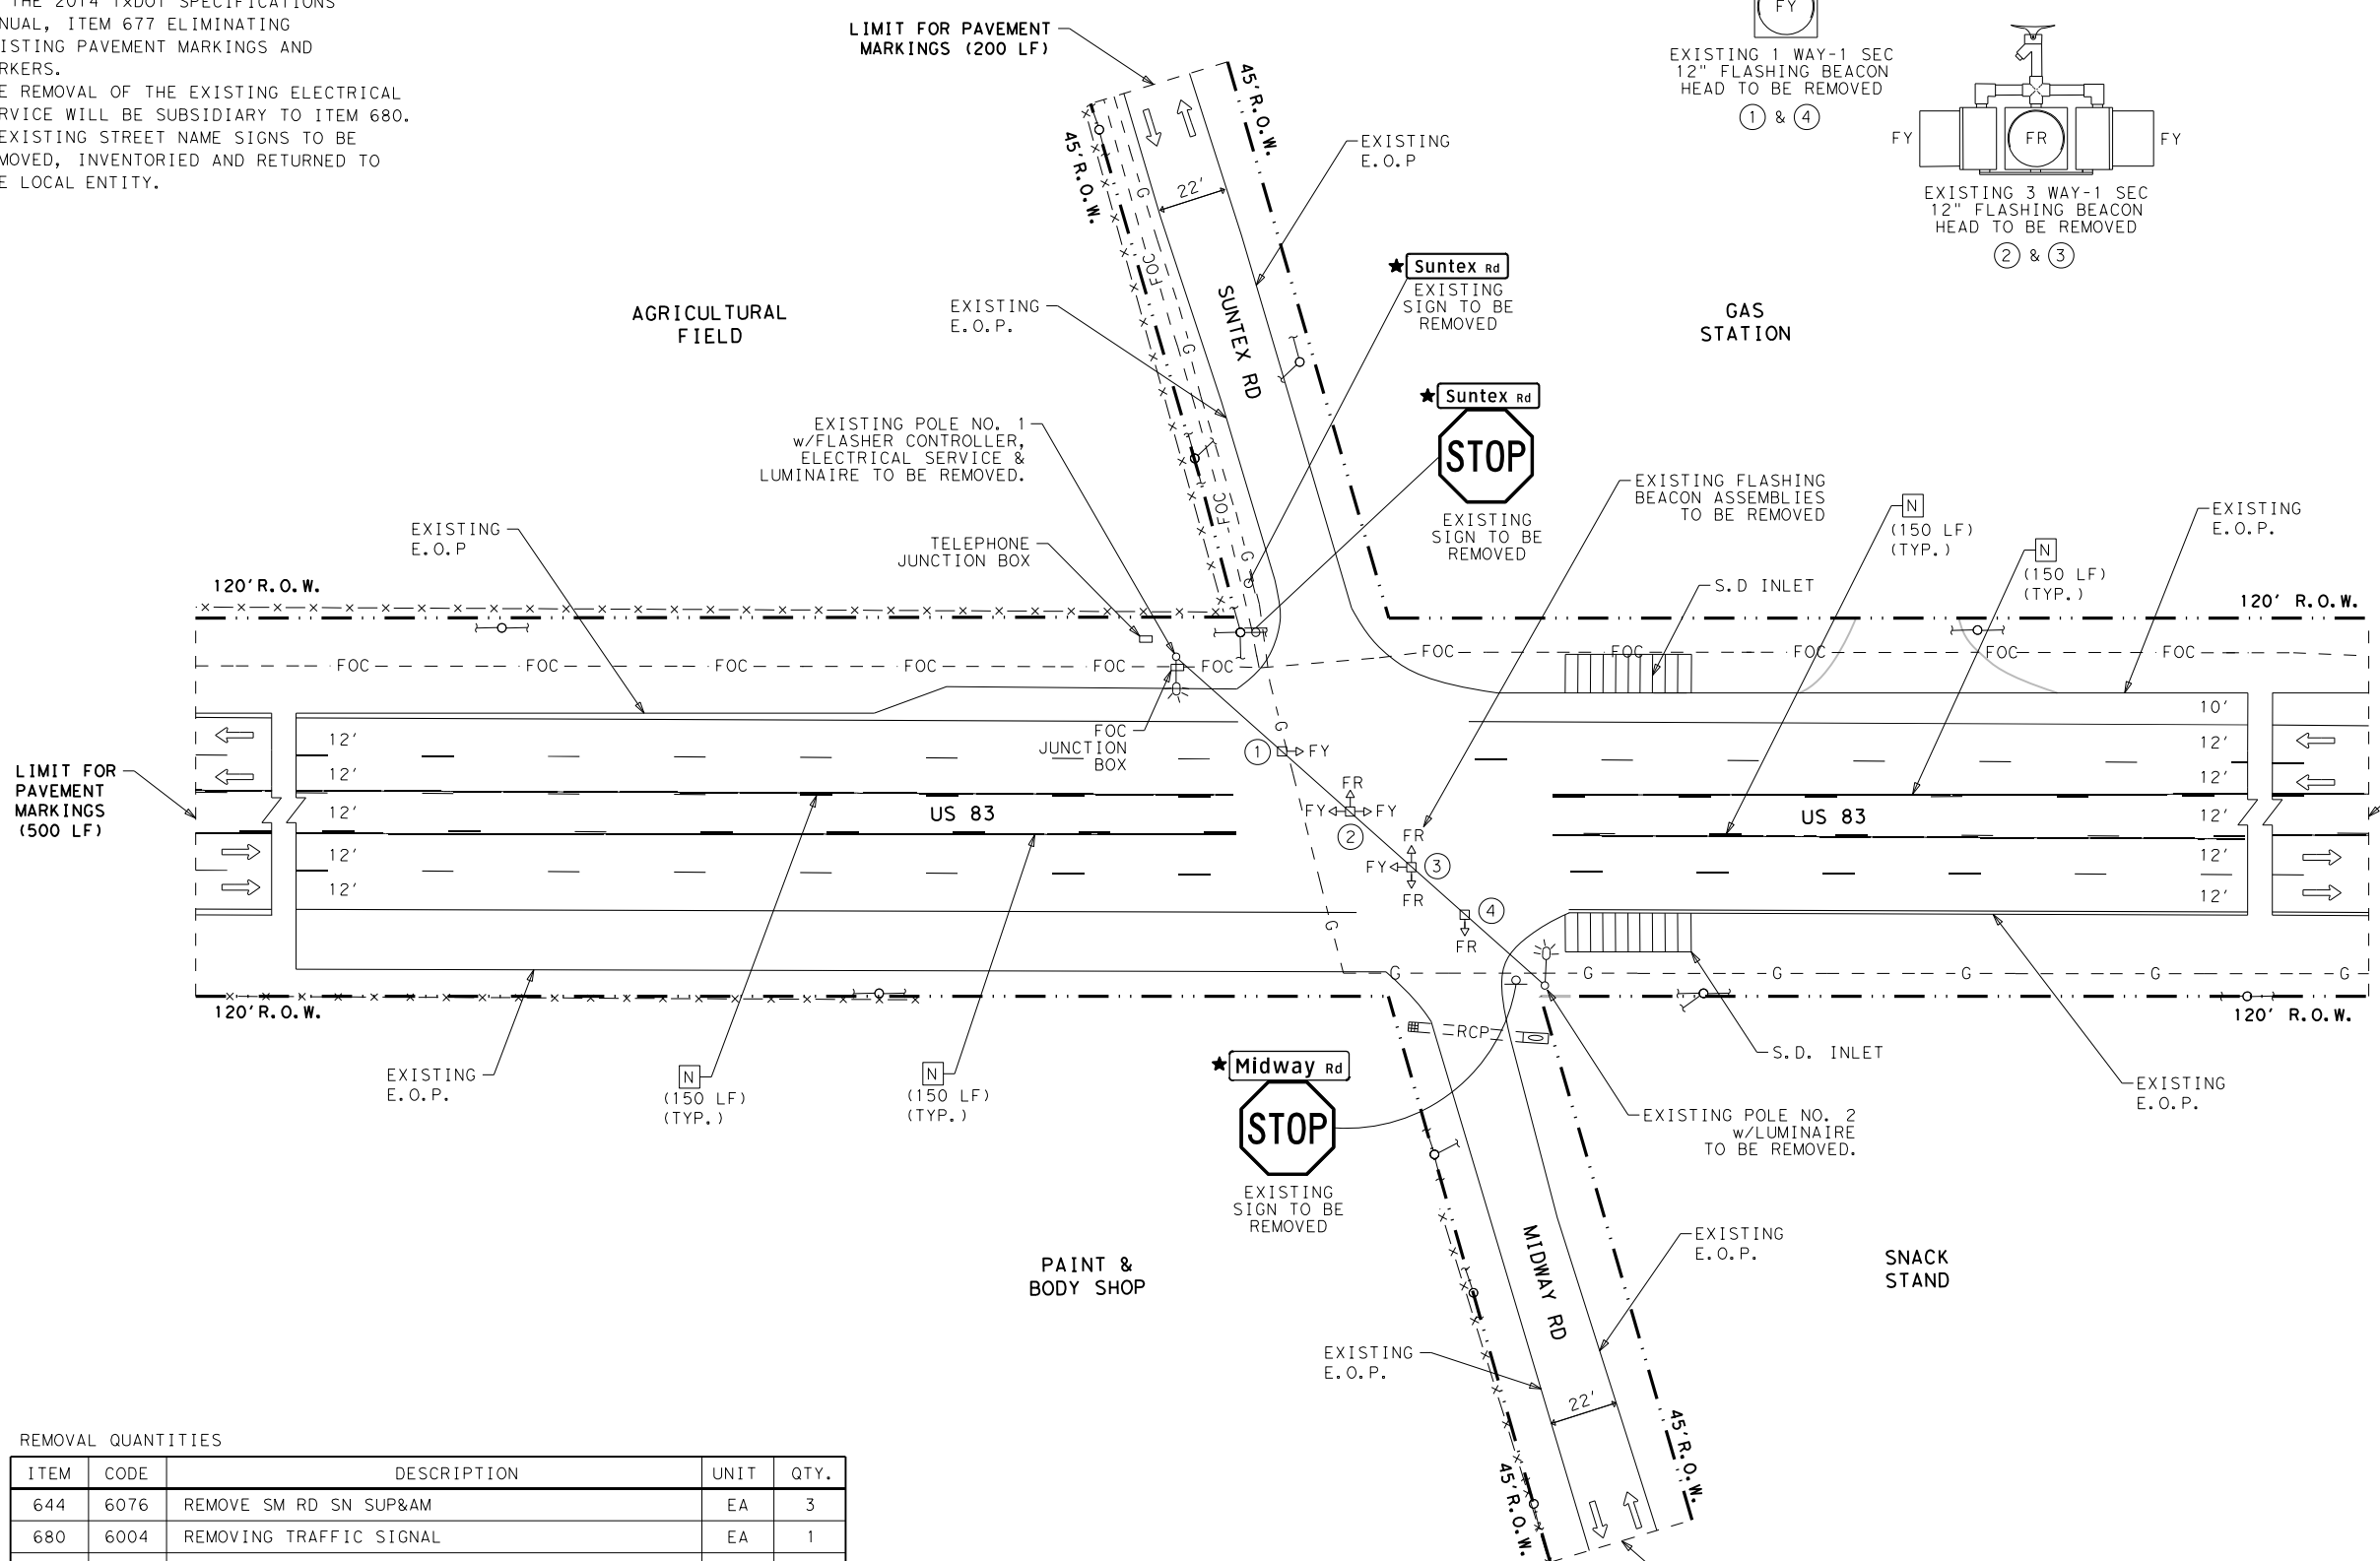 THE 2014 TxDOT SPECIFICATIONS
ITEM 677 ELIMINATING
PAVEMENT MARKINGS AND
REMOVAL OF THE EXISTING ELECTRICAL
WILL BE SUBSIDIARY TO ITEM 680.
EXISTING STREET NAME SIGNS TO BE
INVENTORIED AND RETURNED TO
LOCAL ENTITY.
LIMIT FOR PAVEMENT
MARKINGS (200 LF)
FY
EXISTING 1 WAY-1 SEC
12" FLASHING BEACON
HEAD TO BE REMOVED
1 & 4
FY
FR
FY
EXISTING 3 WAY-1 SEC
12" FLASHING BEACON
HEAD TO BE REMOVED
2 & 3
45'R.O.W.
45'R.O.W.
22'
EXISTING
E.O.P
G
FOC
G
FOC
G
SUNTEX RD
EXISTING
E.O.P.
★ Suntex Rd
EXISTING
SIGN TO BE
REMOVED
AGRICULTURAL
FIELD
GAS
STATION
★ Suntex Rd
STOP
EXISTING
SIGN TO BE
REMOVED
EXISTING POLE NO. 1
w/FLASHER CONTROLLER,
ELECTRICAL SERVICE &
LUMINAIRE TO BE REMOVED.
EXISTING FLASHING
BEACON ASSEMBLIES
TO BE REMOVED
N
(150 LF)
(TYP.)
N
(150 LF)
(TYP.)
EXISTING
E.O.P.
EXISTING
E.O.P
TELEPHONE
JUNCTION BOX
S.D INLET
120'R.O.W.
120' R.O.W.
FOC FOC FOC FOC FOC FOC FOC FOC FOC FOC FOC
FOC
JUNCTION
BOX
G
10'
12'
12'
12'
12'
12'
12'
12'
12'
12'
12'
LIMIT FOR
PAVEMENT
MARKINGS
(500 LF)
US 83
US 83
1 FY
FR
FY FY
2
FR
FY 3
FR
4
FR
G
G G G G G G
120'R.O.W.
120' R.O.W.
RCP
S.D. INLET
EXISTING
E.O.P.
N
(150 LF)
(TYP.)
N
(150 LF)
(TYP.)
★ Midway Rd
STOP
EXISTING
SIGN TO BE
REMOVED
EXISTING POLE NO. 2
w/LUMINAIRE
TO BE REMOVED.
EXISTING
E.O.P.
PAINT &
BODY SHOP
MIDWAY RD
EXISTING
E.O.P.
SNACK
STAND
EXISTING
E.O.P.
22'
45'R.O.W.
45'R.O.W.
REMOVAL QUANTITIES
ITEM CODE DESCRIPTION UNIT QTY.
644 6076 REMOVE SM RD SN SUP&AM EA 3
680 6004 REMOVING TRAFFIC SIGNAL EA 1